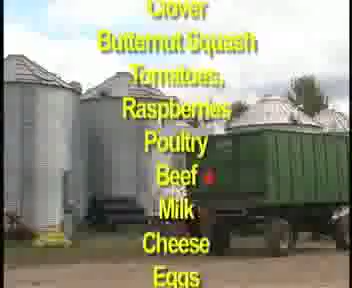 Clover
Butternut Squash
Tomatoes,
Raspberries
Poultry
Beef
Milk
Cheese
Eggs